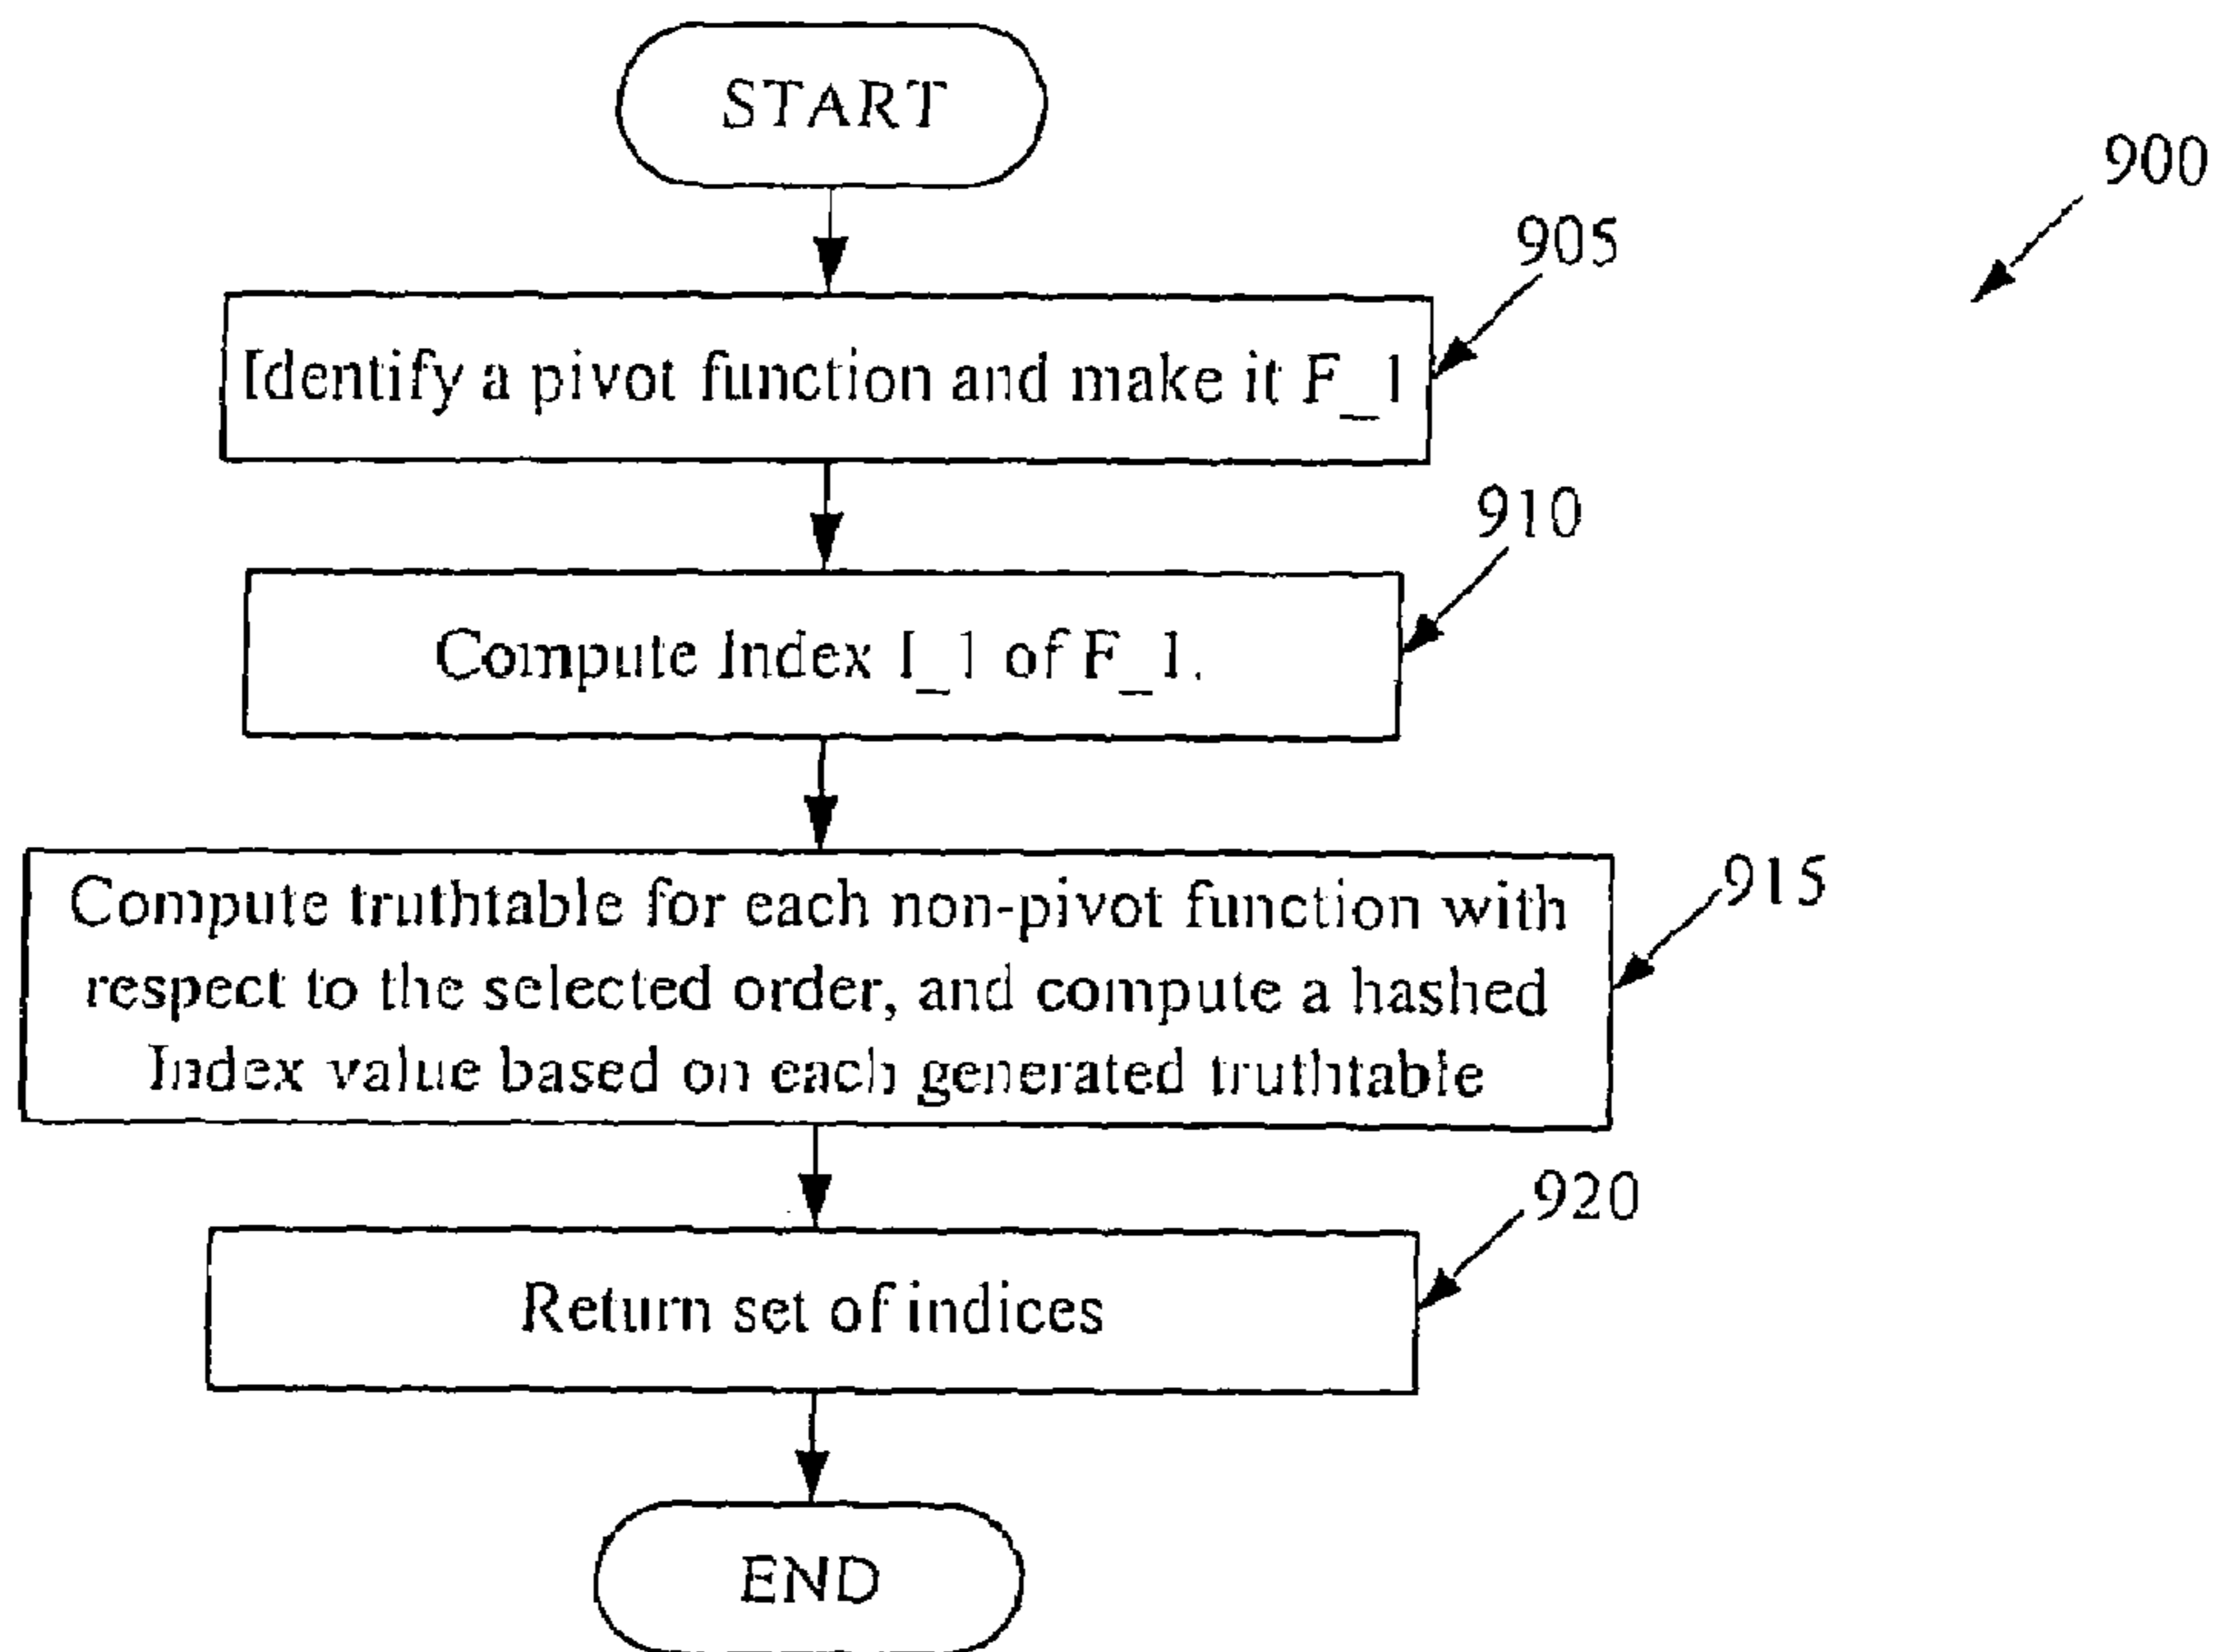 START
900
905
Identify a pivot function and make it F_1
910
Compute Index I_1 of F_1.
915
Compute truthtable for each non-pivot function with
respect to the selected order, and compute a hashed
Index value based on each generated truthtable
920
Return set of indices
END